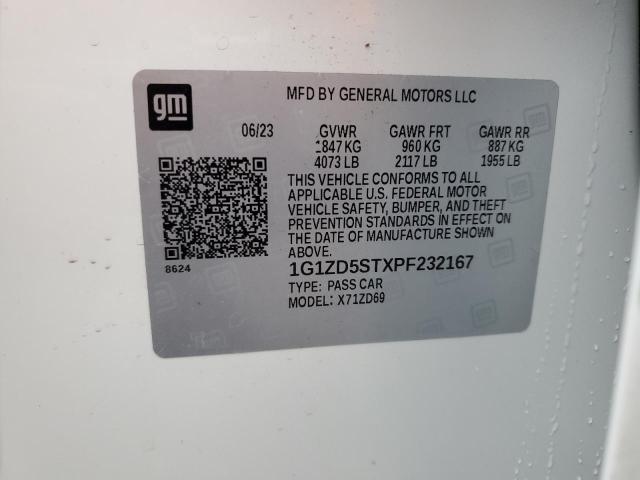 gm
MFD BY GENERAL MOTORS LLC
06/23 GVWR GAWR FRT GAWR RR
1847 KG 960 KG 887 KG
4073 LB 2117 LB 1955 LB
THIS VEHICLE CONFORMS TO ALL
APPLICABLE U.S. FEDERAL MOTOR
VEHICLE SAFETY, BUMPER, AND THEFT
PREVENTION STANDARDS IN EFFECT ON
THE DATE OF MANUFACTURE SHOWN
ABOVE.
8624
1G1ZD5STXPF232167
TYPE: PASS CAR
MODEL: X71ZD69